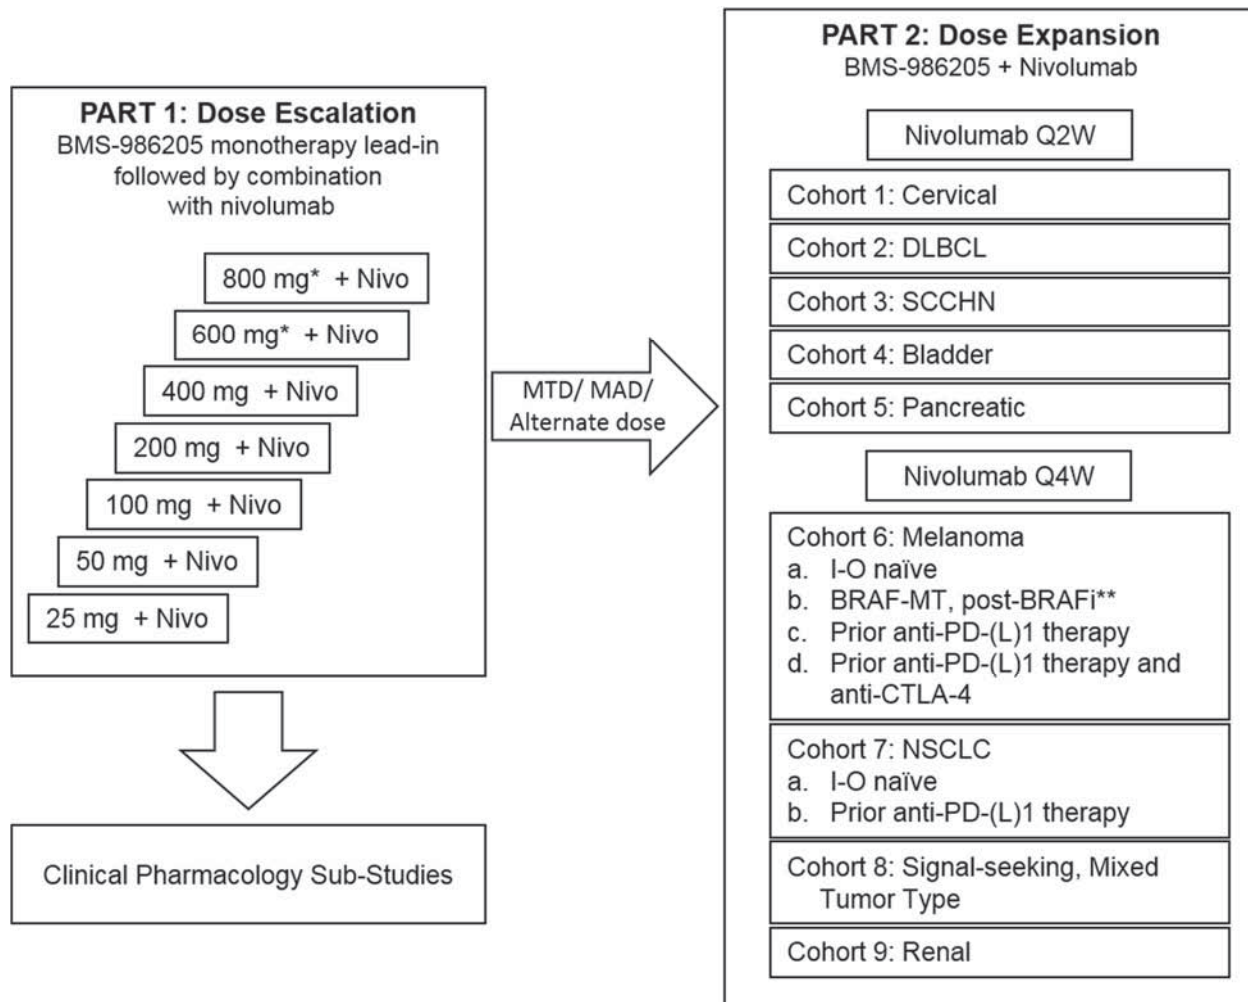 PART 1: Dose Escalation
BMS-986205 monotherapy lead-in
followed by combination
with nivolumab
800 mg* + Nivo
600 mg* + Nivo
400 mg + Nivo
200 mg + Nivo
100 mg + Nivo
50 mg + Nivo
25 mg + Nivo
Clinical Pharmacology Sub-Studies
MTD/ MAD/
Alternate dose
PART 2: Dose Expansion
BMS-986205 + Nivolumab
Nivolumab Q2W
Cohort 1: Cervical
Cohort 2: DLBCL
Cohort 3: SCCHN
Cohort 4: Bladder
Cohort 5: Pancreatic
Nivolumab Q4W
Cohort 6: Melanoma
a. I-O naïve
b. BRAF-MT, post-BRAFi**
c. Prior anti-PD-(L)1 therapy
d. Prior anti-PD-(L)1 therapy and
anti-CTLA-4
Cohort 7: NSCLC
a. I-O naïve
b. Prior anti-PD-(L)1 therapy
Cohort 8: Signal-seeking, Mixed
Tumor Type
Cohort 9: Renal